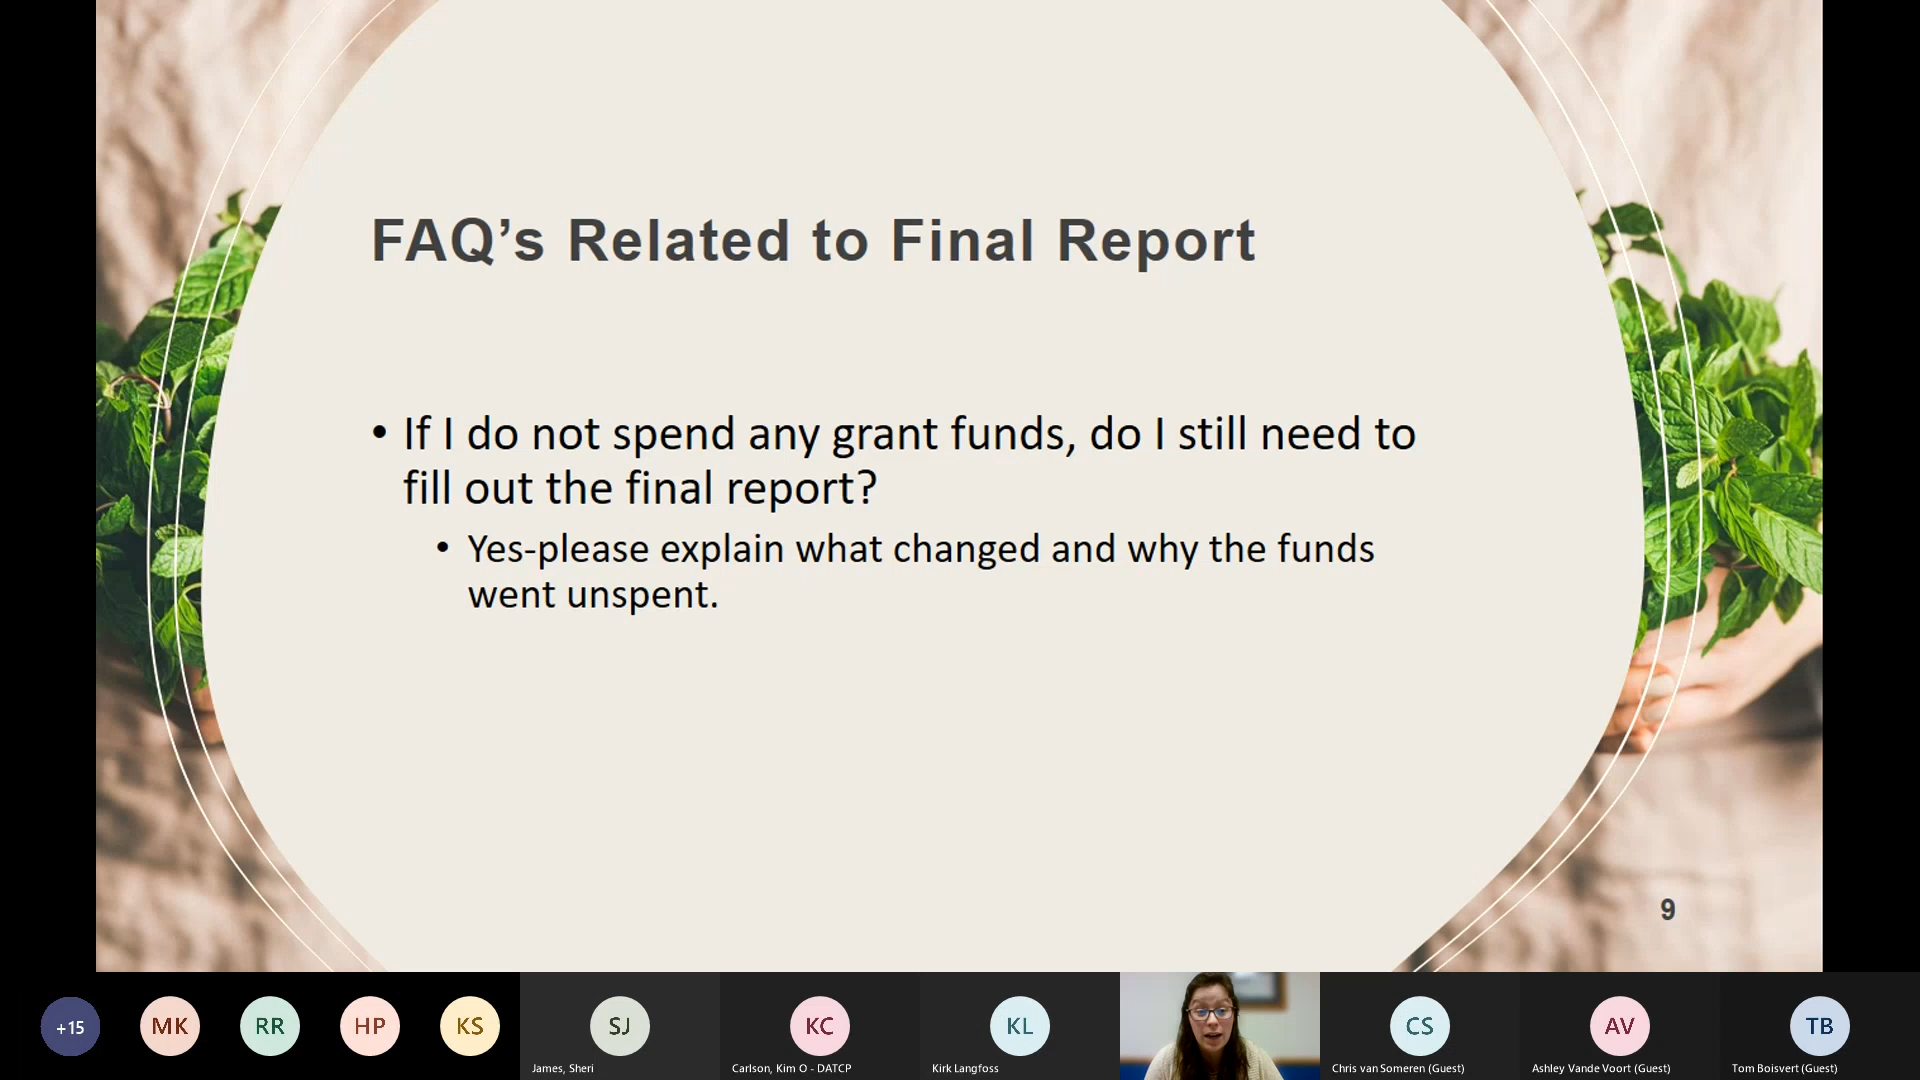 FAQ’s Related to Final Report
• If I do not spend any grant funds, do I still need to
fill out the final report?
• Yes-please explain what changed and why the funds
went unspent.
9
+15
MK
RR
HP
KS
SJ
KC
KL
CS
AV
TB
James, Sheri
Carlson, Kim O - DATCP
Kirk Langfoss
Chris van Someren (Guest)
Ashley Vande Voort (Guest)
Tom Boisvert (Guest)